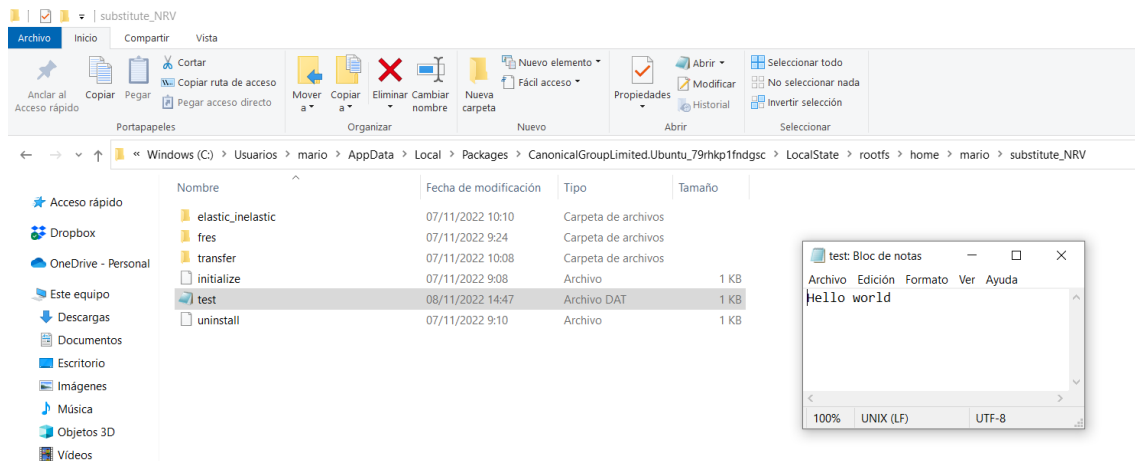 substitute_NRV
Archivo Inicio Compartir Vista
Anclar al
Acceso rápido
Copiar
Pegar
Cortar
Copiar ruta de acceso
Pegar acceso directo
Portapapeles
Mover
a
Copiar
a
Eliminar
Cambiar
nombre
Organizar
Nueva
carpeta
Nuevo elemento
Fácil acceso
Nuevo
Propiedades
Abrir
Modificar
Historial
Abrir
Seleccionar todo
No seleccionar nada
Invertir selección
Seleccionar
« Windows (C:) > Usuarios > mario > AppData > Local > Packages > CanonicalGroupLimited.Ubuntu_79rhkp1fndgsc > LocalState > rootfs > home > mario > substitute_NRV
Acceso rápido
Dropbox
OneDrive - Personal
Este equipo
Descargas
Documentos
Escritorio
Imágenes
Música
Objetos 3D
Vídeos
Nombre Fecha de modificación Tipo Tamaño
elastic_inelastic 07/11/2022 10:10 Carpeta de archivos
fres 07/11/2022 9:24 Carpeta de archivos
transfer 07/11/2022 10:08 Carpeta de archivos
initialize 07/11/2022 9:08 Archivo 1 KB
test 08/11/2022 14:47 Archivo DAT 1 KB
uninstall 07/11/2022 9:10 Archivo 1 KB
test: Bloc de notas
Archivo Edición Formato Ver Ayuda
Hello world
100% UNIX (LF) UTF-8